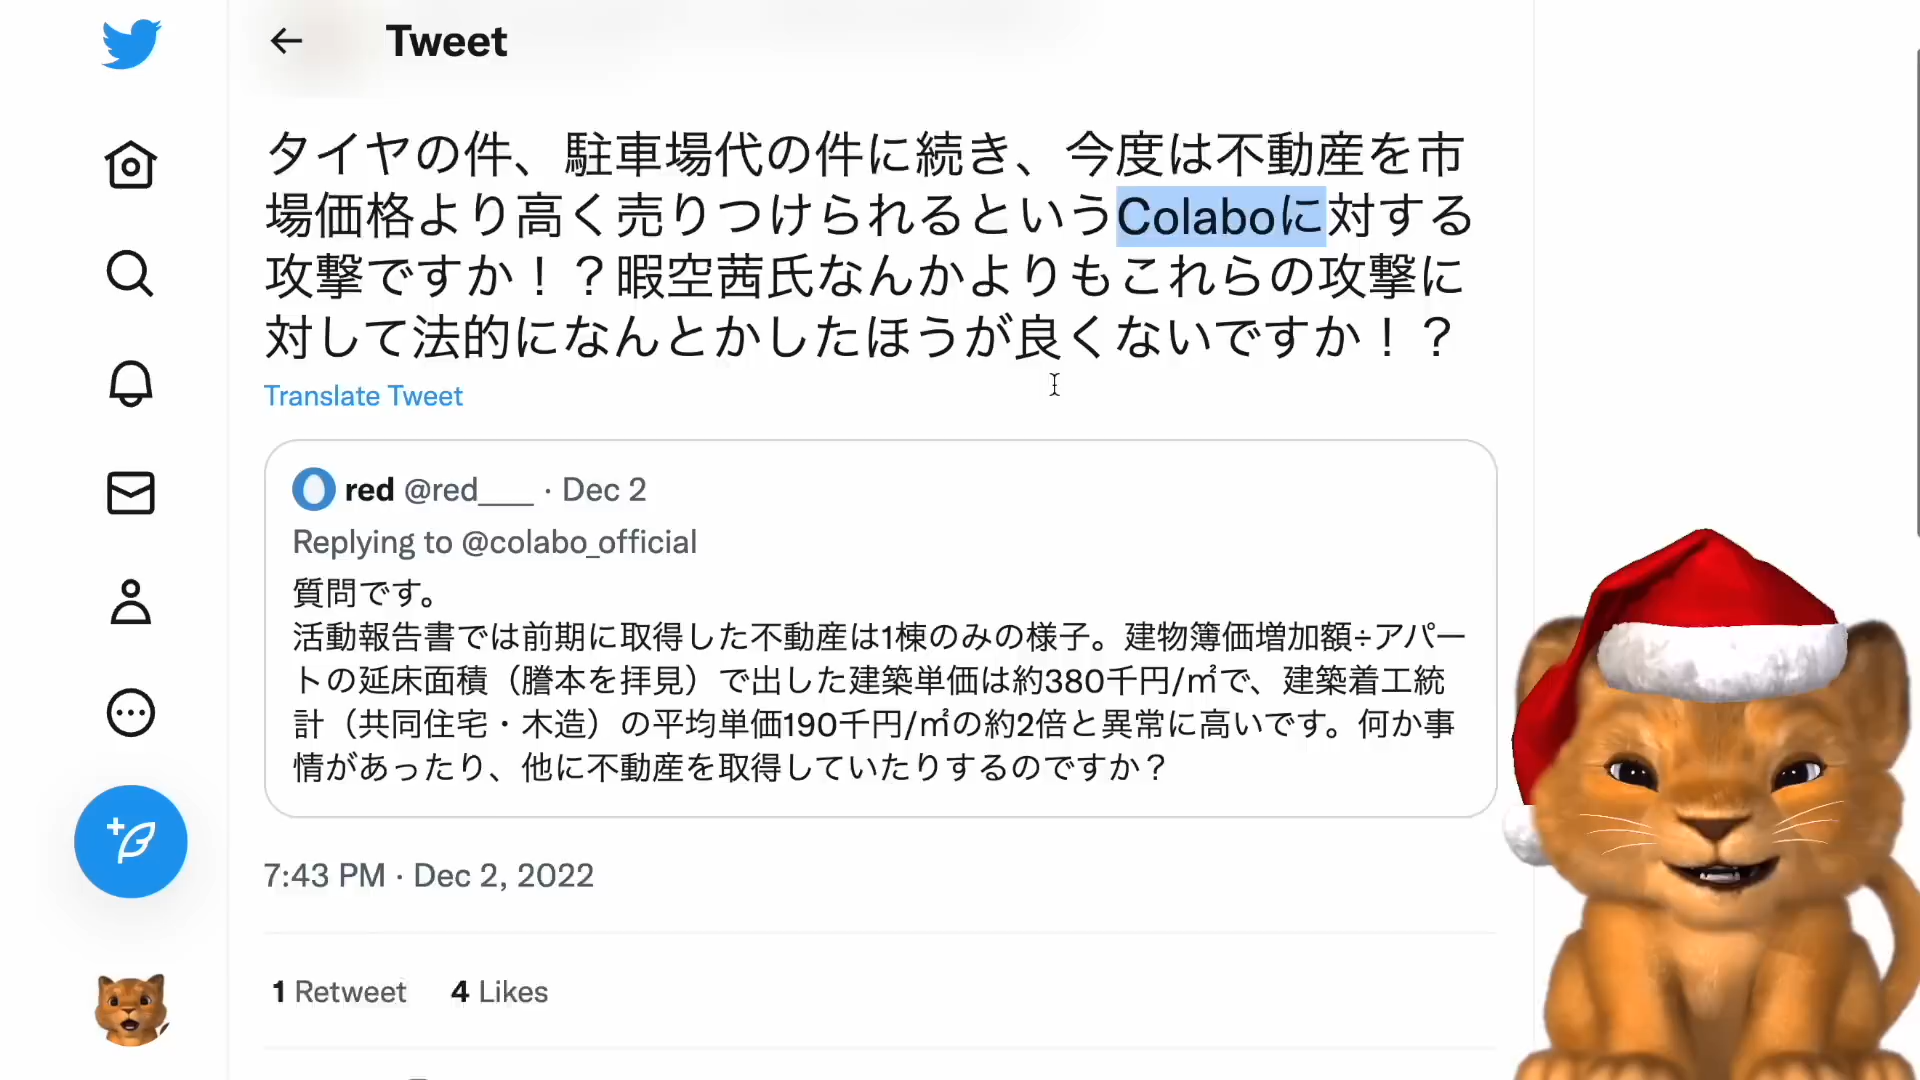 Tweet
タイヤの件、駐車場代の件に続き、今度は不動産を市
場価格より高く売りつけられるというColaboに対する
攻撃ですか！？暇空茜氏なんかよりもこれらの攻撃に
対して法的になんとかしたほうが良くないですか！？
Translate Tweet
red @red____ · Dec 2
Replying to @colabo_official
質問です。
活動報告書では前期に取得した不動産は1棟のみの様子。建物簿価増加額÷アパー
トの延床面積（謄本を拝見）で出した建築単価は約380千円/㎡で、建築着工統
計（共同住宅・木造）の平均単価190千円/㎡の約2倍と異常に高いです。何か事
情があったり、他に不動産を取得していたりするのですか？
7:43 PM · Dec 2, 2022
1 Retweet 4 Likes